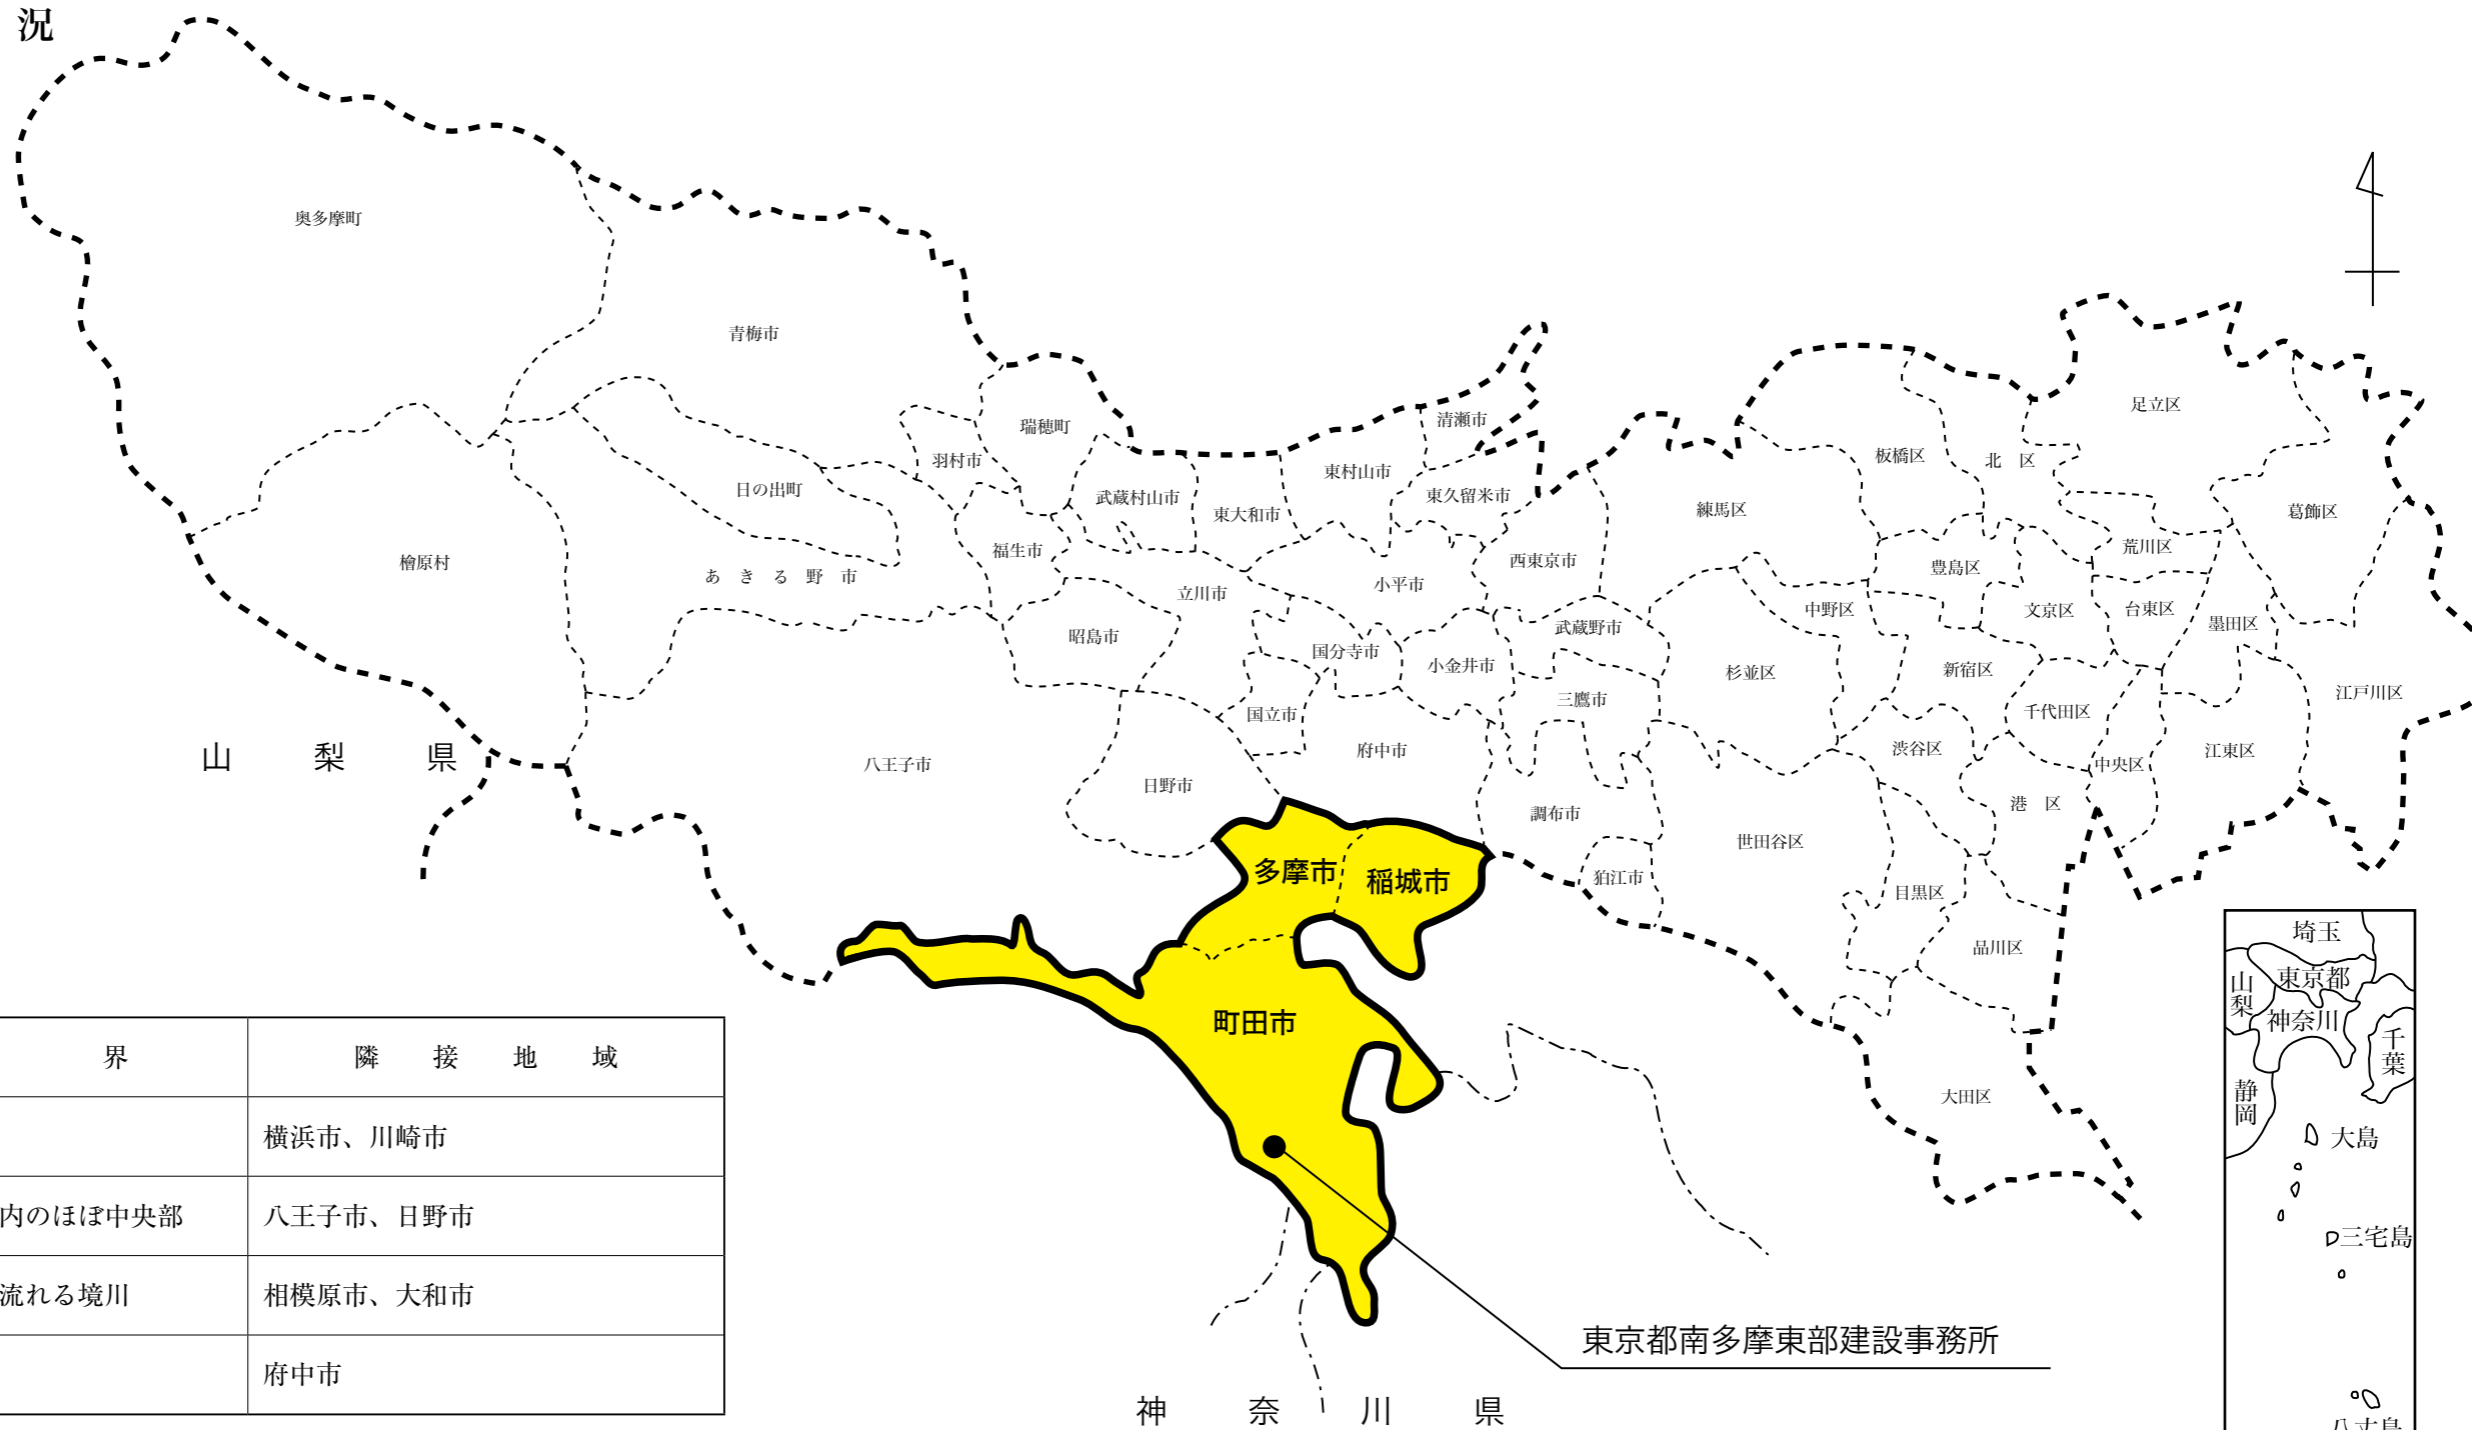 況
奥多摩町
青梅市
瑞穂町
羽村市
日の出町
檜原村
あきる野市
福生市
武蔵村山市
東大和市
東村山市
清瀬市
東久留米市
西東京市
小平市
立川市
昭島市
国分寺市
小金井市
武蔵野市
三鷹市
国立市
府中市
調布市
狛江市
日野市
八王子市
多摩市
稲城市
町田市
練馬区
板橋区
北区
足立区
葛飾区
荒川区
豊島区
文京区
台東区
墨田区
中野区
杉並区
新宿区
千代田区
江戸川区
江東区
中央区
渋谷区
港区
世田谷区
目黒区
品川区
大田区
山梨県
神奈川県
東京都南多摩東部建設事務所
界 隣接地域
横浜市、川崎市
内のほぼ中央部 八王子市、日野市
流れる境川 相模原市、大和市
府中市
埼玉
東京都
山梨
神奈川
千葉
静岡
大島
三宅島
八丈島